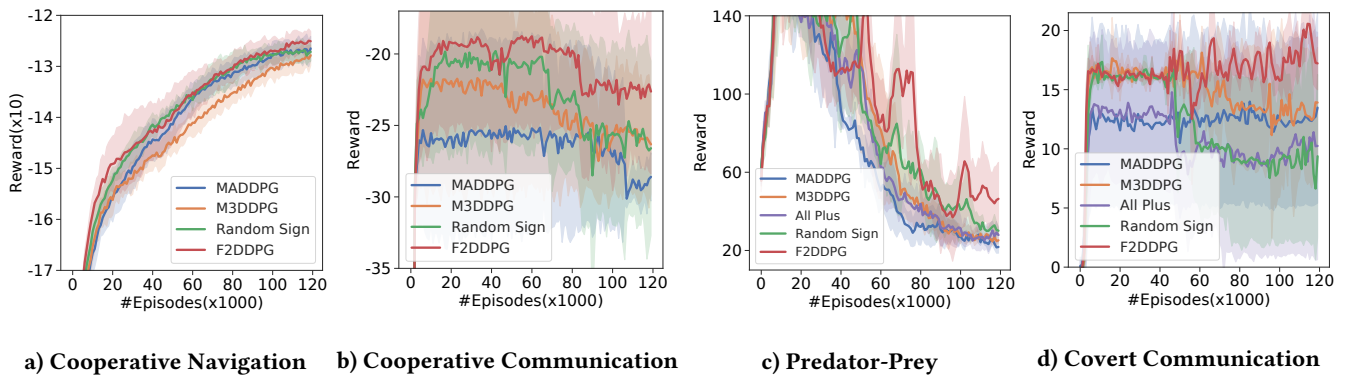 -12
-13
-14
-15
-16
-17
Reward(x10)
0 20 40 60 80 100 120
#Episodes(x1000)
MADDPG
M3DDPG
Random Sign
F2DDPG
a) Cooperative Navigation
-20
-25
-30
-35
Reward
0 20 40 60 80 100 120
#Episodes(x1000)
MADDPG
M3DDPG
Random Sign
F2DDPG
b) Cooperative Communication
140
100
60
20
Reward
0 20 40 60 80 100 120
#Episodes(x1000)
MADDPG
M3DDPG
All Plus
Random Sign
F2DDPG
c) Predator-Prey
20
15
10
5
0
Reward
0 20 40 60 80 100 120
#Episodes(x1000)
MADDPG
M3DDPG
All Plus
Random Sign
F2DDPG
d) Covert Communication